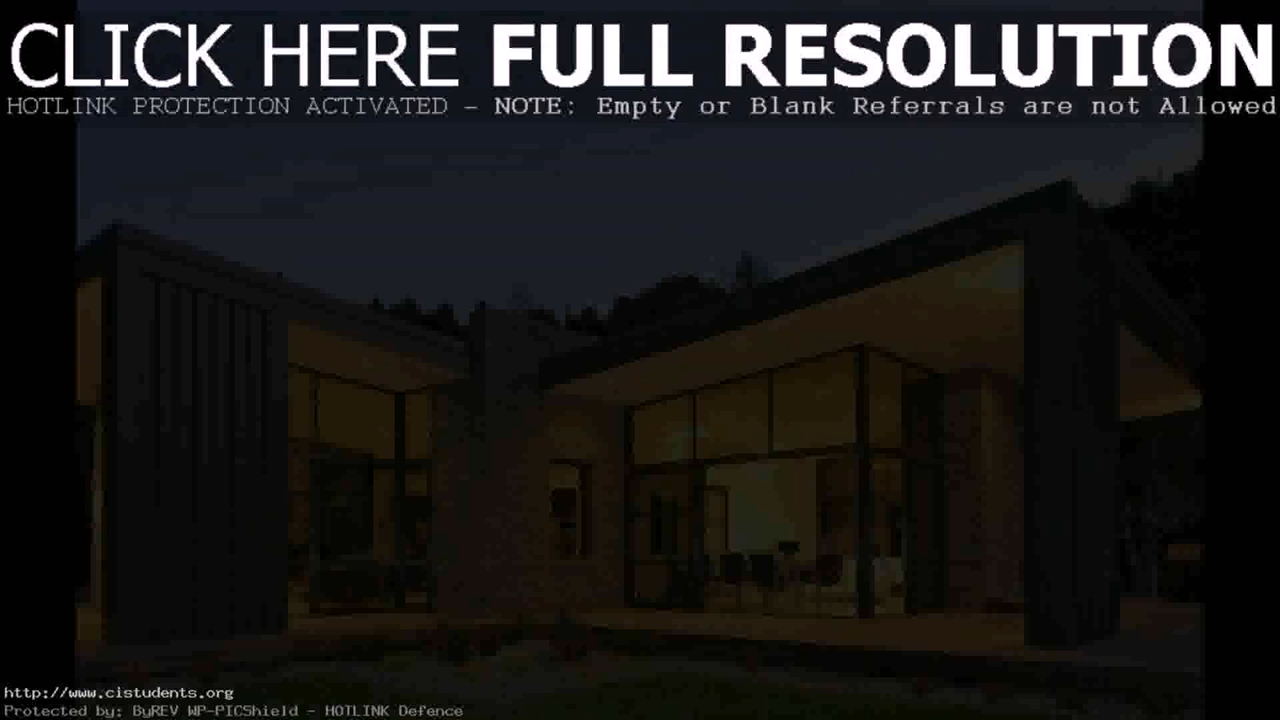 CLICK HERE FULL RESOLUTION
HOTLINK PROTECTION ACTIVATED – NOTE: Empty or Blank Referrals are not Allowed
http://www.cistudents.org
Protected by: ByREV WP-PICShield – HOTLINK Defence